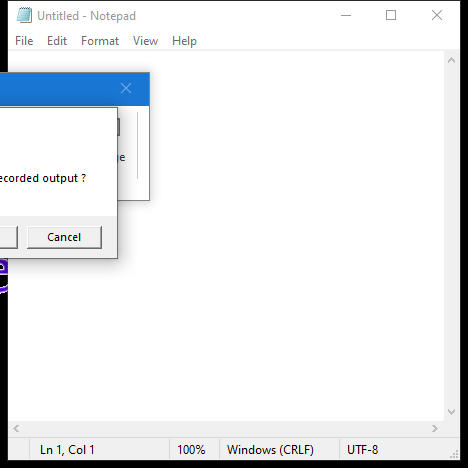 Untitled - Notepad
File Edit Format View Help
ecorded output ?
Cancel
Ln 1, Col 1 100% Windows (CRLF) UTF-8